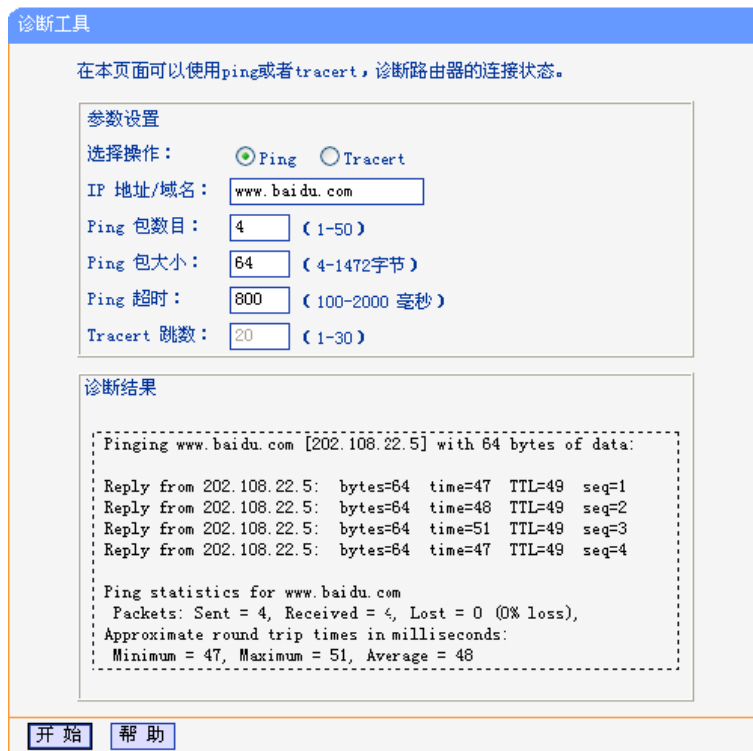 诊断工具
在本页面可以使用ping或者tracert，诊断路由器的连接状态。
参数设置
选择操作： Ping Tracert
IP 地址/域名： www.baidu.com
Ping 包数目： 4 （1-50）
Ping 包大小： 64 （4-1472字节）
Ping 超时： 800 （100-2000 毫秒）
Tracert 跳数： 20 （1-30）
诊断结果
Pinging www.baidu.com [202.108.22.5] with 64 bytes of data:
Reply from 202.108.22.5: bytes=64 time=47 TTL=49 seq=1
Reply from 202.108.22.5: bytes=64 time=48 TTL=49 seq=2
Reply from 202.108.22.5: bytes=64 time=51 TTL=49 seq=3
Reply from 202.108.22.5: bytes=64 time=47 TTL=49 seq=4
Ping statistics for www.baidu.com
Packets: Sent = 4, Received = 4, Lost = 0 (0% loss),
Approximate round trip times in milliseconds:
Minimum = 47, Maximum = 51, Average = 48
开 始 帮 助